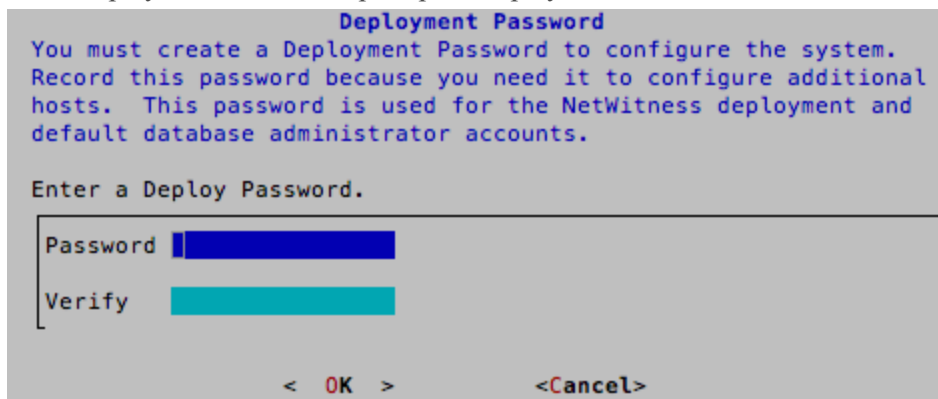 Deployment Password
You must create a Deployment Password to configure the system.
Record this password because you need it to configure additional
hosts.  This password is used for the NetWitness deployment and
default database administrator accounts.
Enter a Deploy Password.
Password
Verify
<  OK  >
<Cancel>